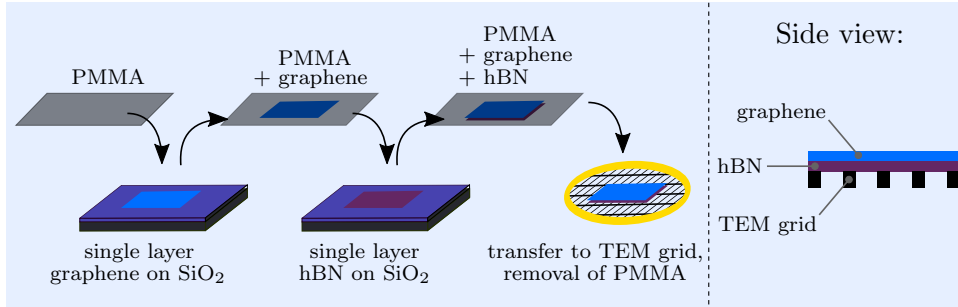 PMMA
PMMA
+ graphene
PMMA
+ graphene
+ hBN
single layer
graphene on SiO₂
single layer
hBN on SiO₂
transfer to TEM grid,
removal of PMMA
Side view:
graphene
hBN
TEM grid